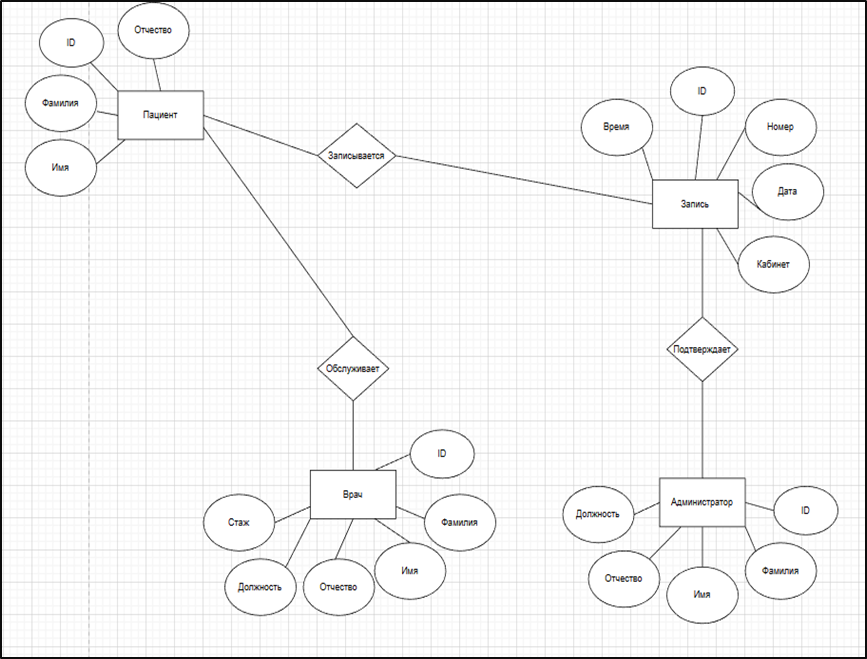 Отчество
ID
Фамилия
Пациент
Имя
Записывается
ID
Время
Номер
Дата
Запись
Кабинет
Подтверждает
Обслуживает
ID
Врач
Стаж
Фамилия
Имя
Должность
Отчество
Администратор
Должность
ID
Отчество
Фамилия
Имя